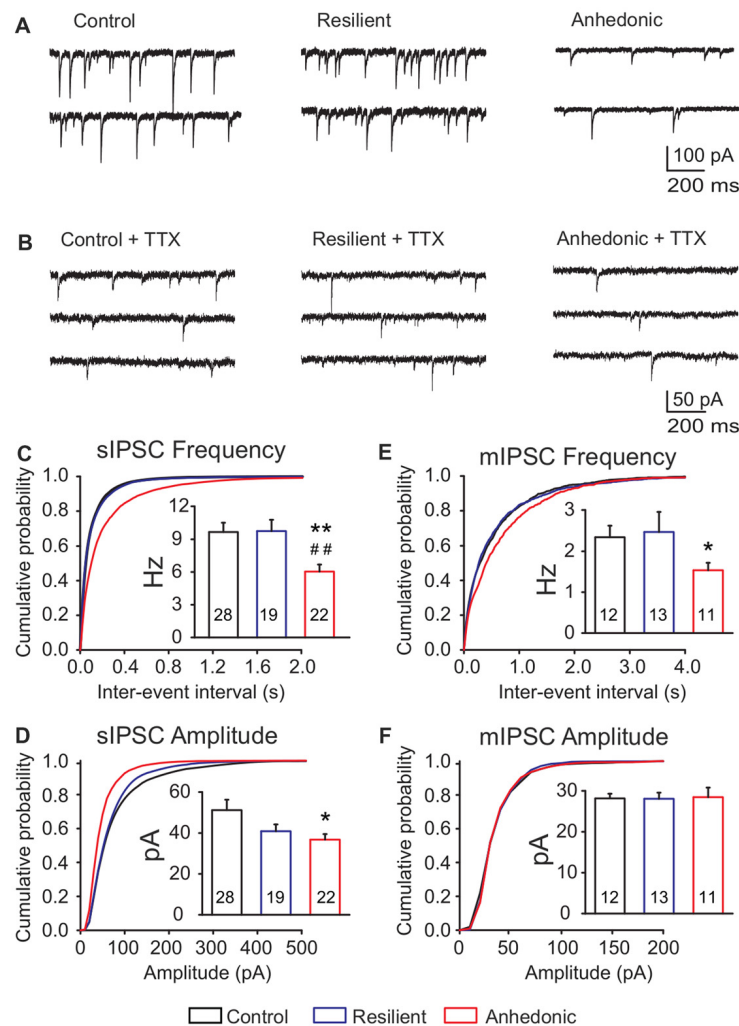 A
Control
Resilient
Anhedonic
100 pA
200 ms
B
Control + TTX
Resilient + TTX
Anhedonic + TTX
50 pA
200 ms
C
sIPSC Frequency
Cumulative probability
1.0
0.8
0.6
0.4
0.2
0.0
0.0
0.4
1.2
1.6
2.0
Inter-event interval (s)
Hz
12
9
6
3
0
28
19
22
**
##
E
mIPSC Frequency
Cumulative probability
1.0
0.8
0.6
0.4
0.2
0.0
0.0
1.0
2.0
3.0
4.0
Inter-event interval (s)
Hz
3
2
1
0
12
13
11
*
D
sIPSC Amplitude
Cumulative probability
1.0
0.8
0.6
0.4
0.2
0.0
0
100
200
300
400
500
Amplitude (pA)
pA
60
40
20
0
28
19
22
*
F
mIPSC Amplitude
Cumulative probability
1.0
0.8
0.6
0.4
0.2
0.0
0
50
100
150
200
Amplitude (pA)
pA
30
20
10
0
12
13
11
Control
Resilient
Anhedonic